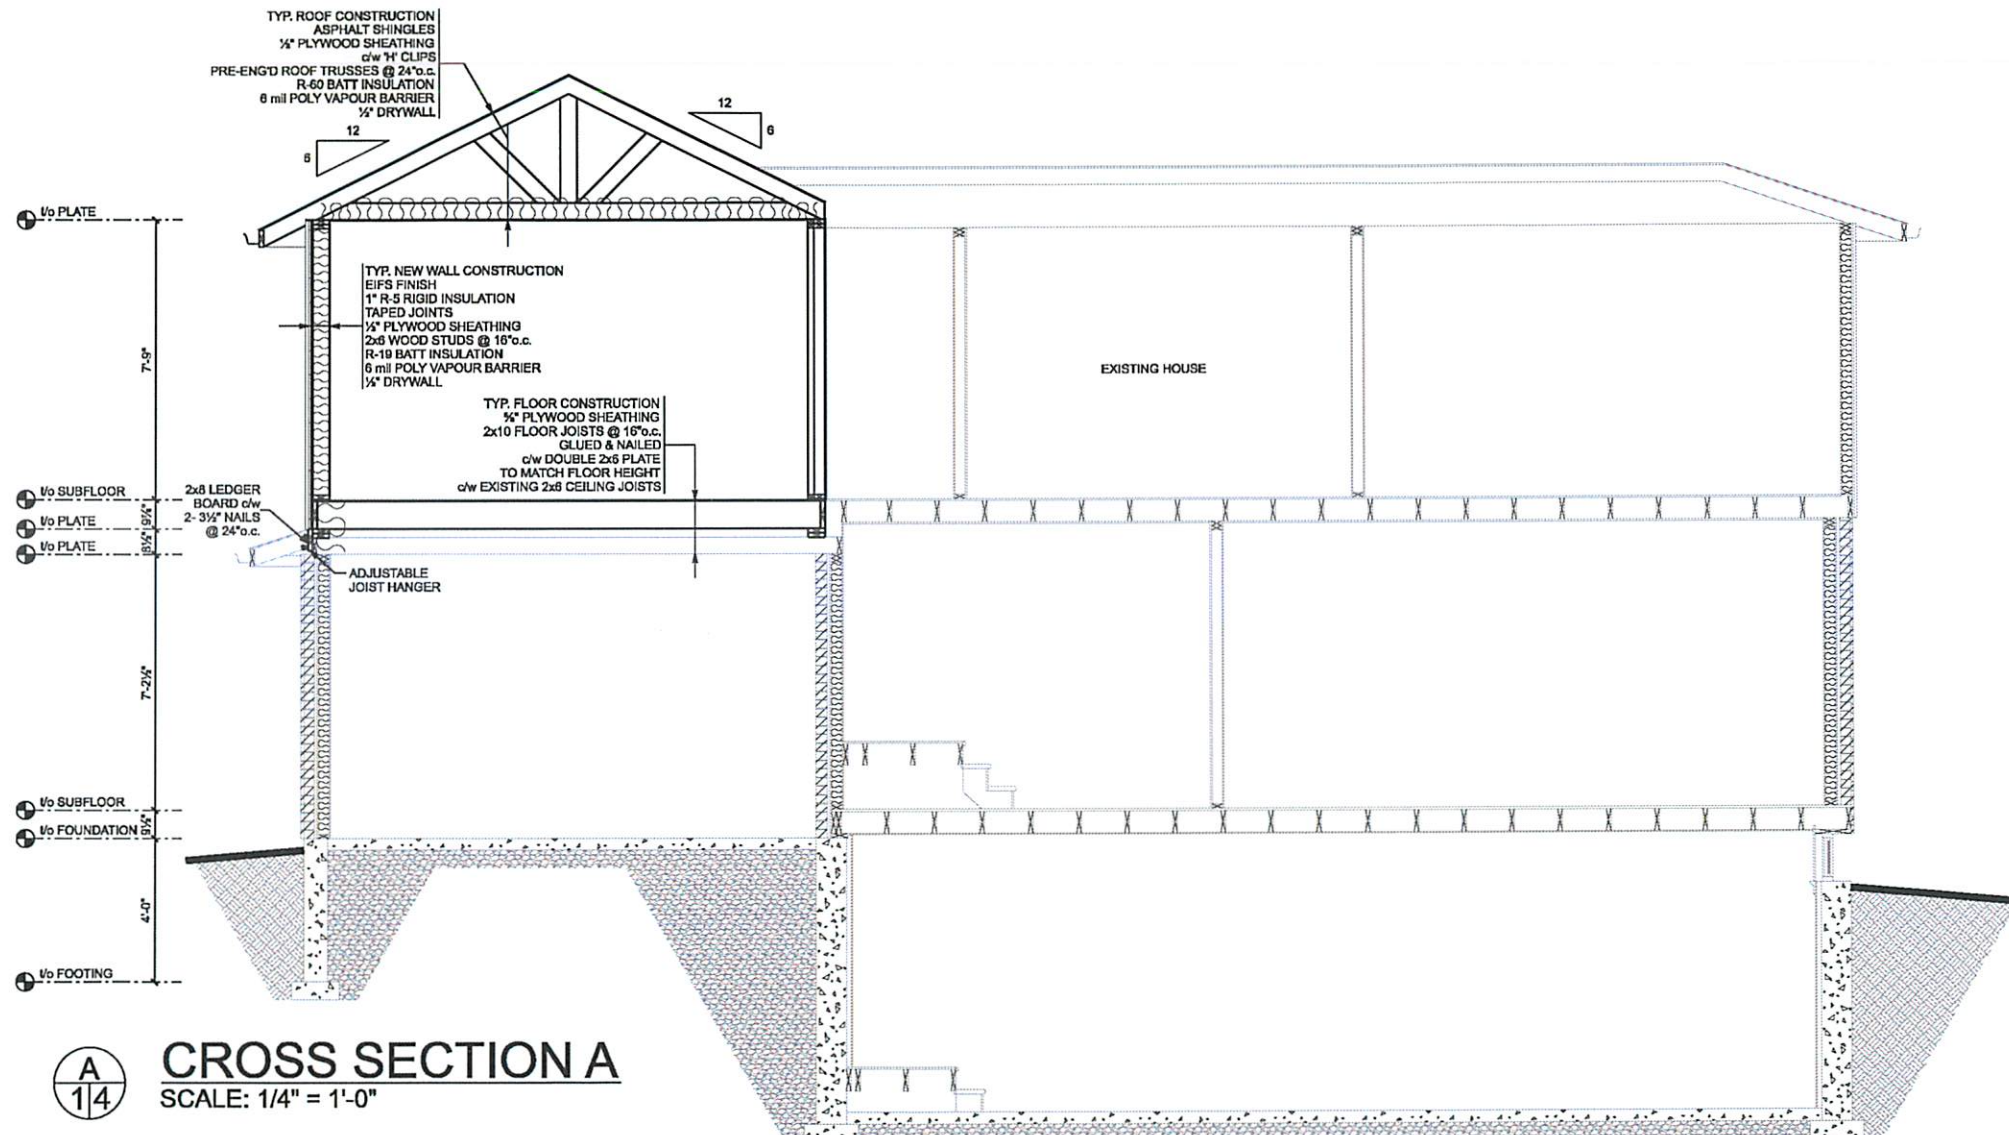 TYP. ROOF CONSTRUCTION
ASPHALT SHINGLES
½" PLYWOOD SHEATHING
c/w 'H' CLIPS
PRE-ENG'D ROOF TRUSSES @ 24"o.c.
R-60 BATT INSULATION
6 mil POLY VAPOUR BARRIER
½" DRYWALL
12
6
12
6
t/o PLATE
TYP. NEW WALL CONSTRUCTION
EIFS FINISH
1" R-5 RIGID INSULATION
TAPED JOINTS
½" PLYWOOD SHEATHING
2x6 WOOD STUDS @ 16"o.c.
R-19 BATT INSULATION
6 mil POLY VAPOUR BARRIER
½" DRYWALL
7'-9"
EXISTING HOUSE
TYP. FLOOR CONSTRUCTION
⅝" PLYWOOD SHEATHING
2x10 FLOOR JOISTS @ 16"o.c.
GLUED & NAILED
c/w DOUBLE 2x6 PLATE
TO MATCH FLOOR HEIGHT
c/w EXISTING 2x6 CEILING JOISTS
t/o SUBFLOOR
2x8 LEDGER
BOARD c/w
2- 3½" NAILS
@ 24"o.c.
t/o PLATE
t/o PLATE
ADJUSTABLE
JOIST HANGER
7'-2½"
t/o SUBFLOOR
t/o FOUNDATION
4'-0"
t/o FOOTING
A
1 4
CROSS SECTION A
SCALE: 1/4" = 1'-0"